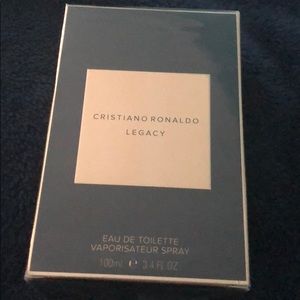 CRISTIANO RONALDO
LEGACY
EAU DE TOILETTE
VAPORISATEUR SPRAY
100ml ℮ 3.4 FL.OZ